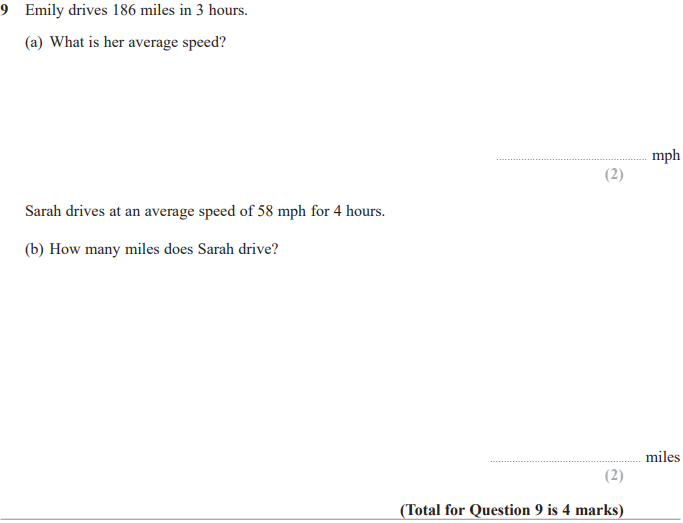 9 Emily drives 186 miles in 3 hours.
(a) What is her average speed?
........................................................ mph
(2)
Sarah drives at an average speed of 58 mph for 4 hours.
(b) How many miles does Sarah drive?
........................................................ miles
(2)
(Total for Question 9 is 4 marks)